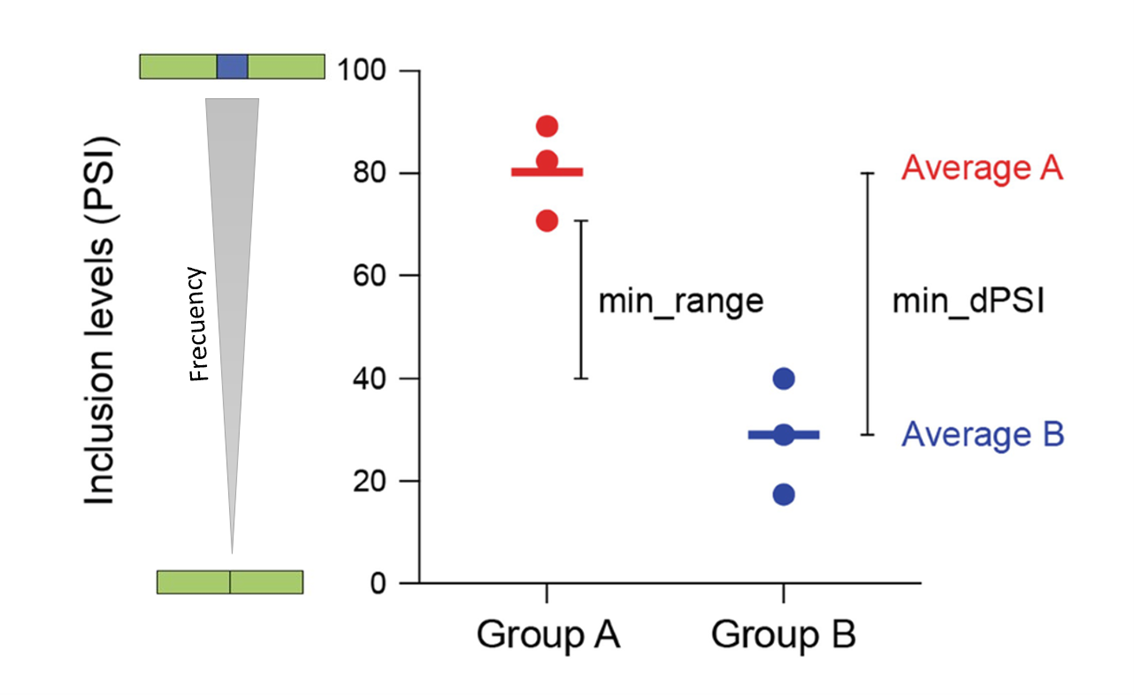 Inclusion levels (PSI)
Frecuency
100
80
60
40
20
0
min_range
min_dPSI
Average A
Average B
Group A
Group B